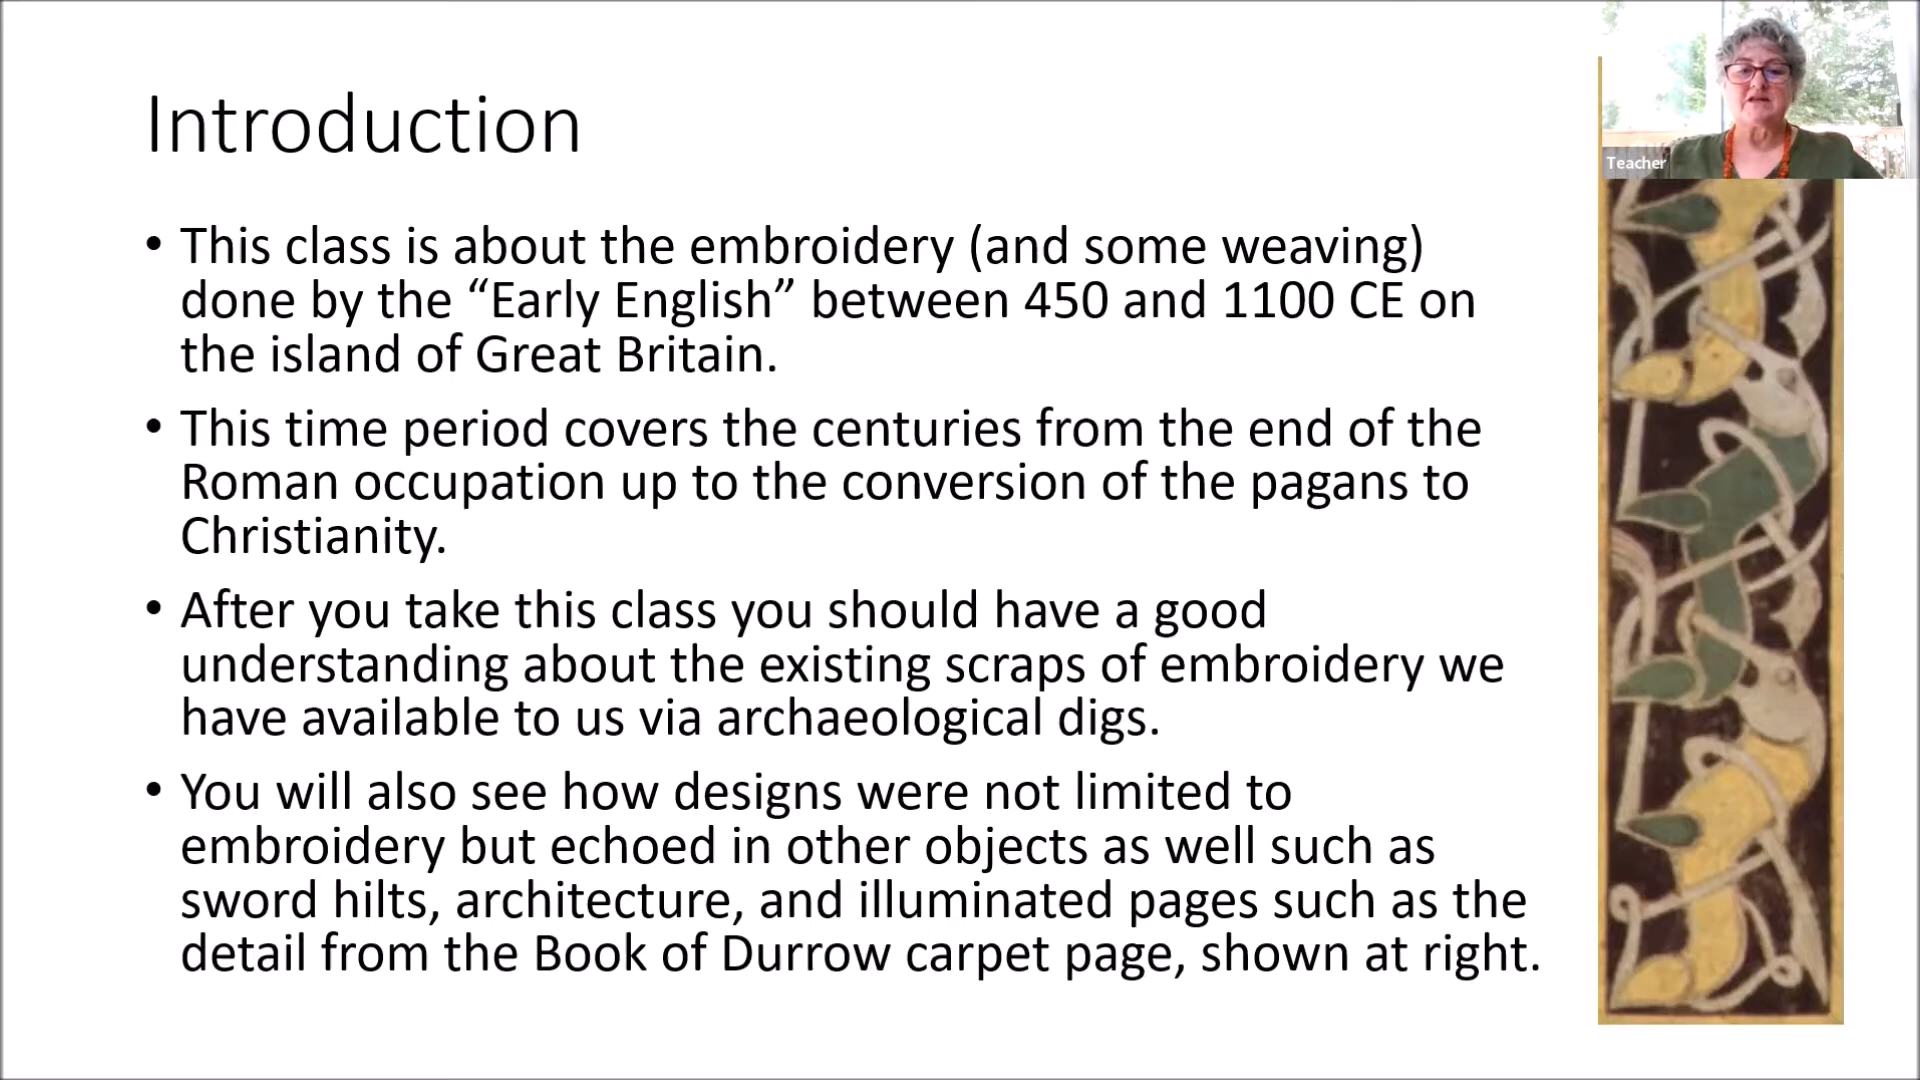 Introduction
Teacher
• This class is about the embroidery (and some weaving)
done by the “Early English” between 450 and 1100 CE on
the island of Great Britain.
• This time period covers the centuries from the end of the
Roman occupation up to the conversion of the pagans to
Christianity.
• After you take this class you should have a good
understanding about the existing scraps of embroidery we
have available to us via archaeological digs.
• You will also see how designs were not limited to
embroidery but echoed in other objects as well such as
sword hilts, architecture, and illuminated pages such as the
detail from the Book of Durrow carpet page, shown at right.